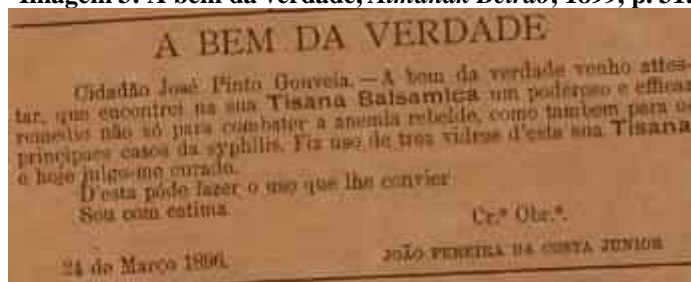 Imagem 3: A bem da verdade, Almanak Beirão, 1899, p. 31.
A BEM DA VERDADE
Cidadão José Pinto Gouveia.—A bem da verdade venho attes-
tar, que encontrei na sua Tisana Balsamica um poderoso e efficaz
remedio não só para combater a anemia rebelde, como tambem para os
principaes casos da syphilis. Fiz uso de tres vidros d'esta sua Tisana
e hoje julgo-me curado.
D'esta póde fazer o uso que lhe convier
Sou com estima
Cr.º Obr.º.
24 de Março 1896.
JOÃO PEREIRA DA COSTA JUNIOR